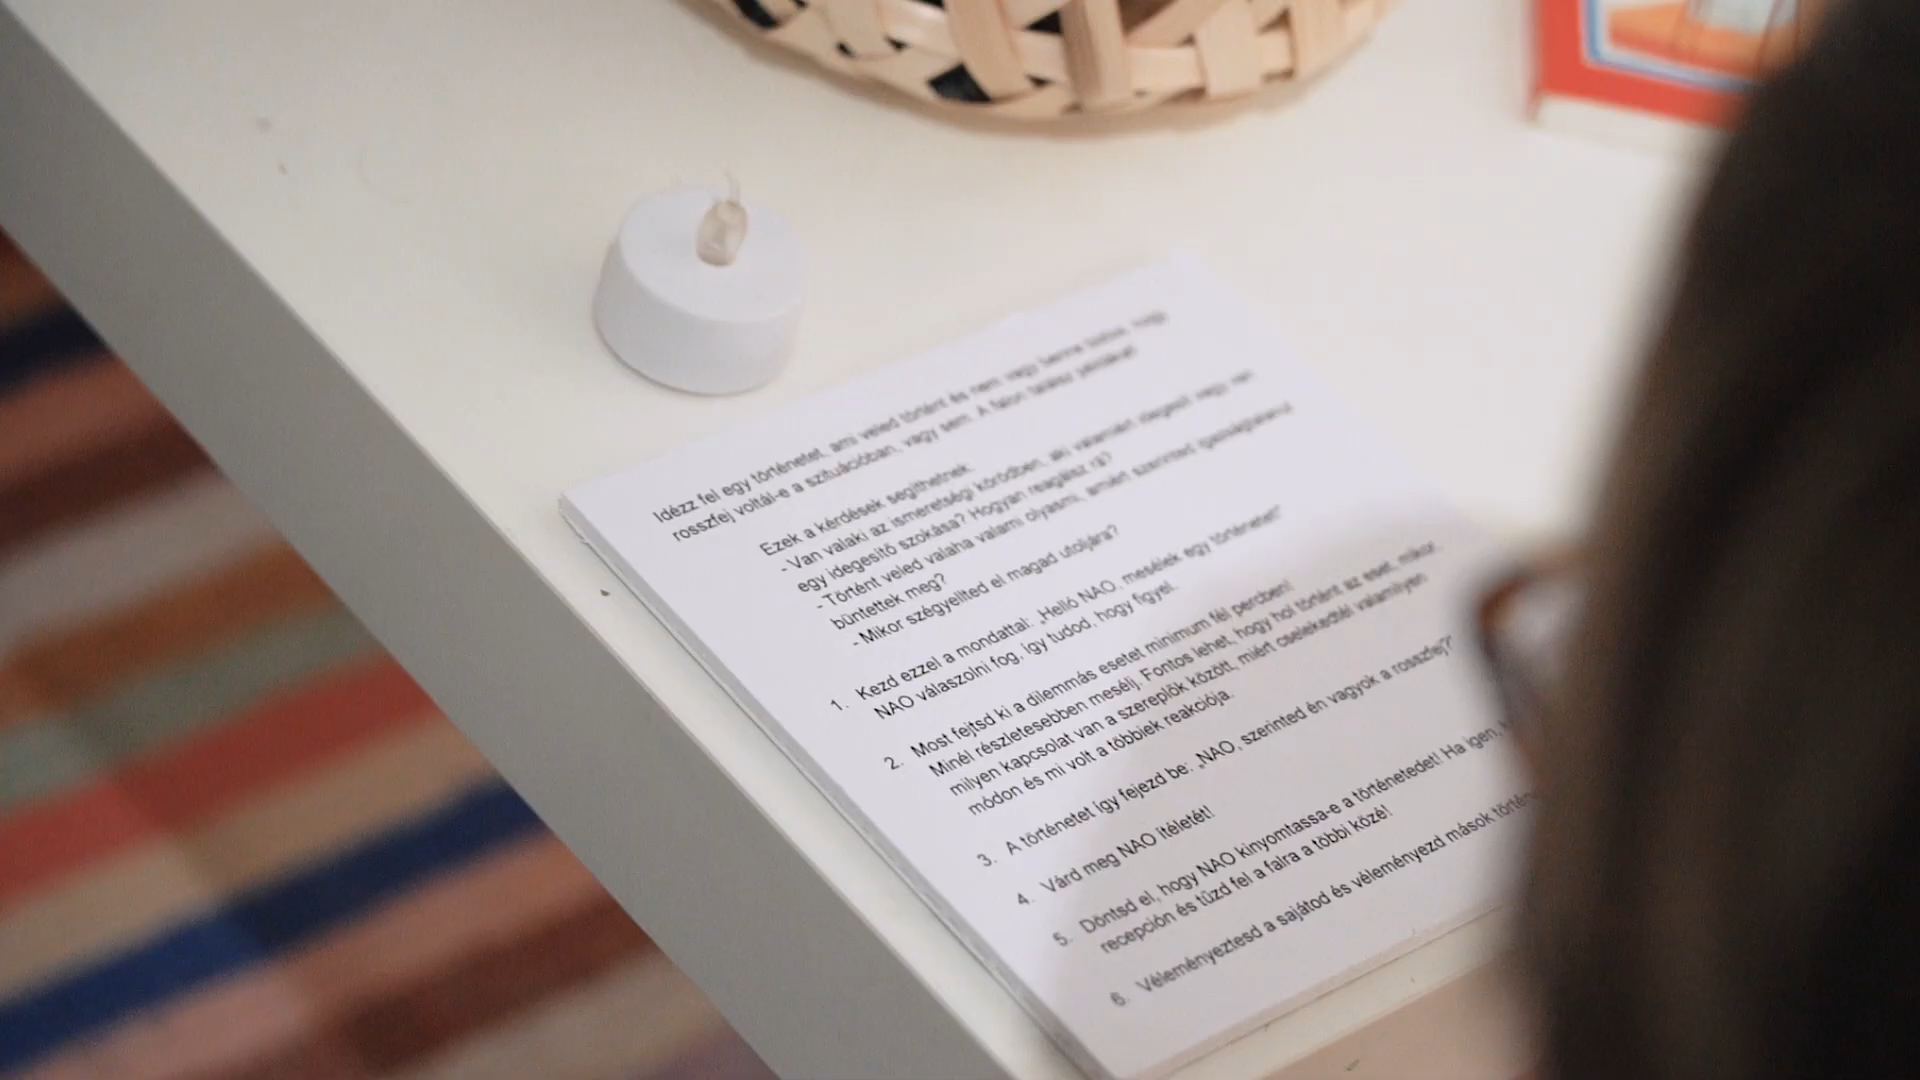 Idézz fel egy történetet, ami veled történt és nem vagy benne biztos, hogy
rosszfej voltál-e a szituációban, vagy sem. A falon találsz példákat!
Ezek a kérdések segíthetnek:
- Van valaki az ismeretségi körödben, aki valamiért idegesít vagy van
egy idegesítő szokása? Hogyan reagálsz rá?
- Történt veled valaha valami olyasmi, amiért szerinted igazságtalanul
büntettek meg?
- Mikor szégyellted el magad utoljára?
1. Kezd ezzel a mondattal: „Helló NAO, mesélek egy történetet!"
NAO válaszolni fog, így tudod, hogy figyel.
2. Most fejtsd ki a dilemmás esetet minimum fél percben!
Minél részletesebben mesélj. Fontos lehet, hogy hol történt az eset, mikor,
milyen kapcsolat van a szereplők között, miért cselekedtél valamilyen
módon és mi volt a többiek reakciója.
3. A történetet így fejezd be: „NAO, szerinted én vagyok a rosszfej?"
4. Várd meg NAO ítéletét!
5. Döntsd el, hogy NAO kinyomtassa-e a történetedet! Ha igen,
recepción és tűzd fel a falra a többi közé!
6. Véleményeztesd a sajátod és véleményezd mások